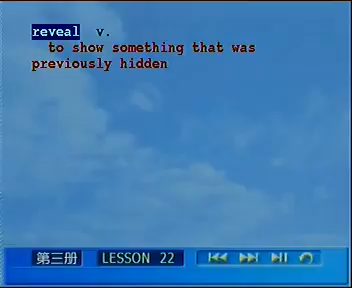 reveal v.
to show something that was
previously hidden
第三册 LESSON 22